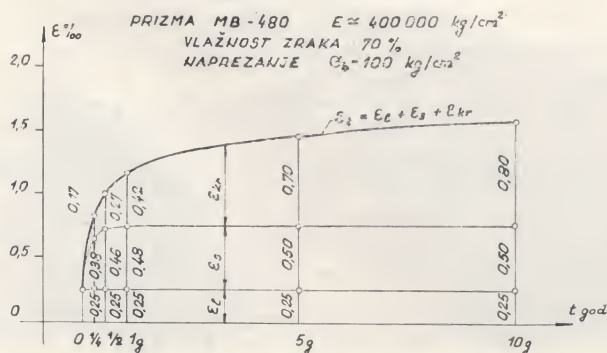 PRIZMA MB-480 E = 400 000 kg/cm²
VLAŽNOST ZRAKA 70 %
NAPREZANJE σb-100 kg/cm²
ε‰
2,0
1,5
1,0
0,5
0
εt = εe + εs + εkr
0,17
0,27
0,42
εkr
0,70
0,80
0,38
0,46
0,48
εs
0,50
0,50
0,25
0,25
0,25
εe
0,25
0,25
t god
0 ¼ ½ 1g 5g 10g